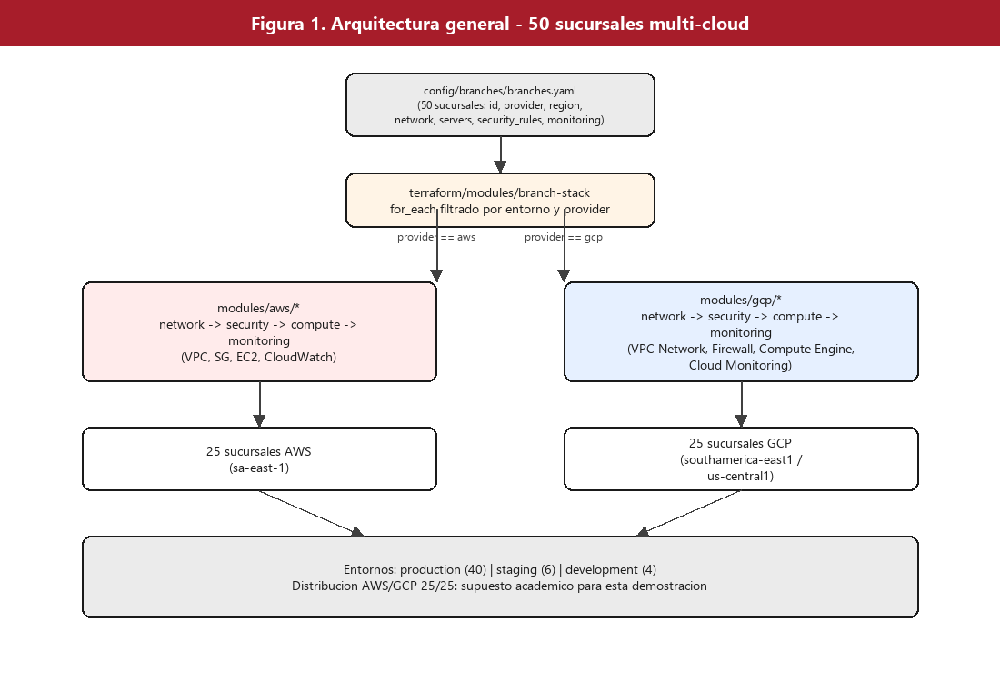 Figura 1. Arquitectura general - 50 sucursales multi-cloud
config/branches/branches.yaml
(50 sucursales: id, provider, region,
network, servers, security_rules, monitoring)
terraform/modules/branch-stack
for_each filtrado por entorno y provider
provider == aws
provider == gcp
modules/aws/*
network -> security -> compute ->
monitoring
(VPC, SG, EC2, CloudWatch)
modules/gcp/*
network -> security -> compute ->
monitoring
(VPC Network, Firewall, Compute Engine,
Cloud Monitoring)
25 sucursales AWS
(sa-east-1)
25 sucursales GCP
(southamerica-east1 /
us-central1)
Entornos: production (40) | staging (6) | development (4)
Distribucion AWS/GCP 25/25: supuesto academico para esta demostracion